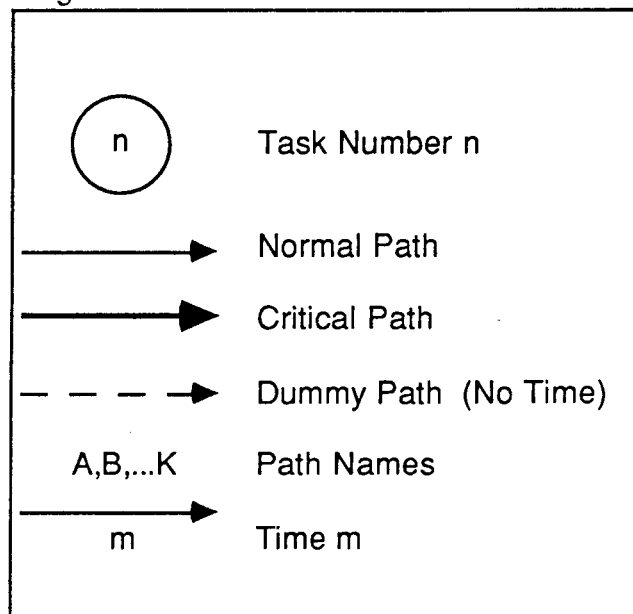 n Task Number n
Normal Path
Critical Path
Dummy Path (No Time)
A,B,...K Path Names
m Time m